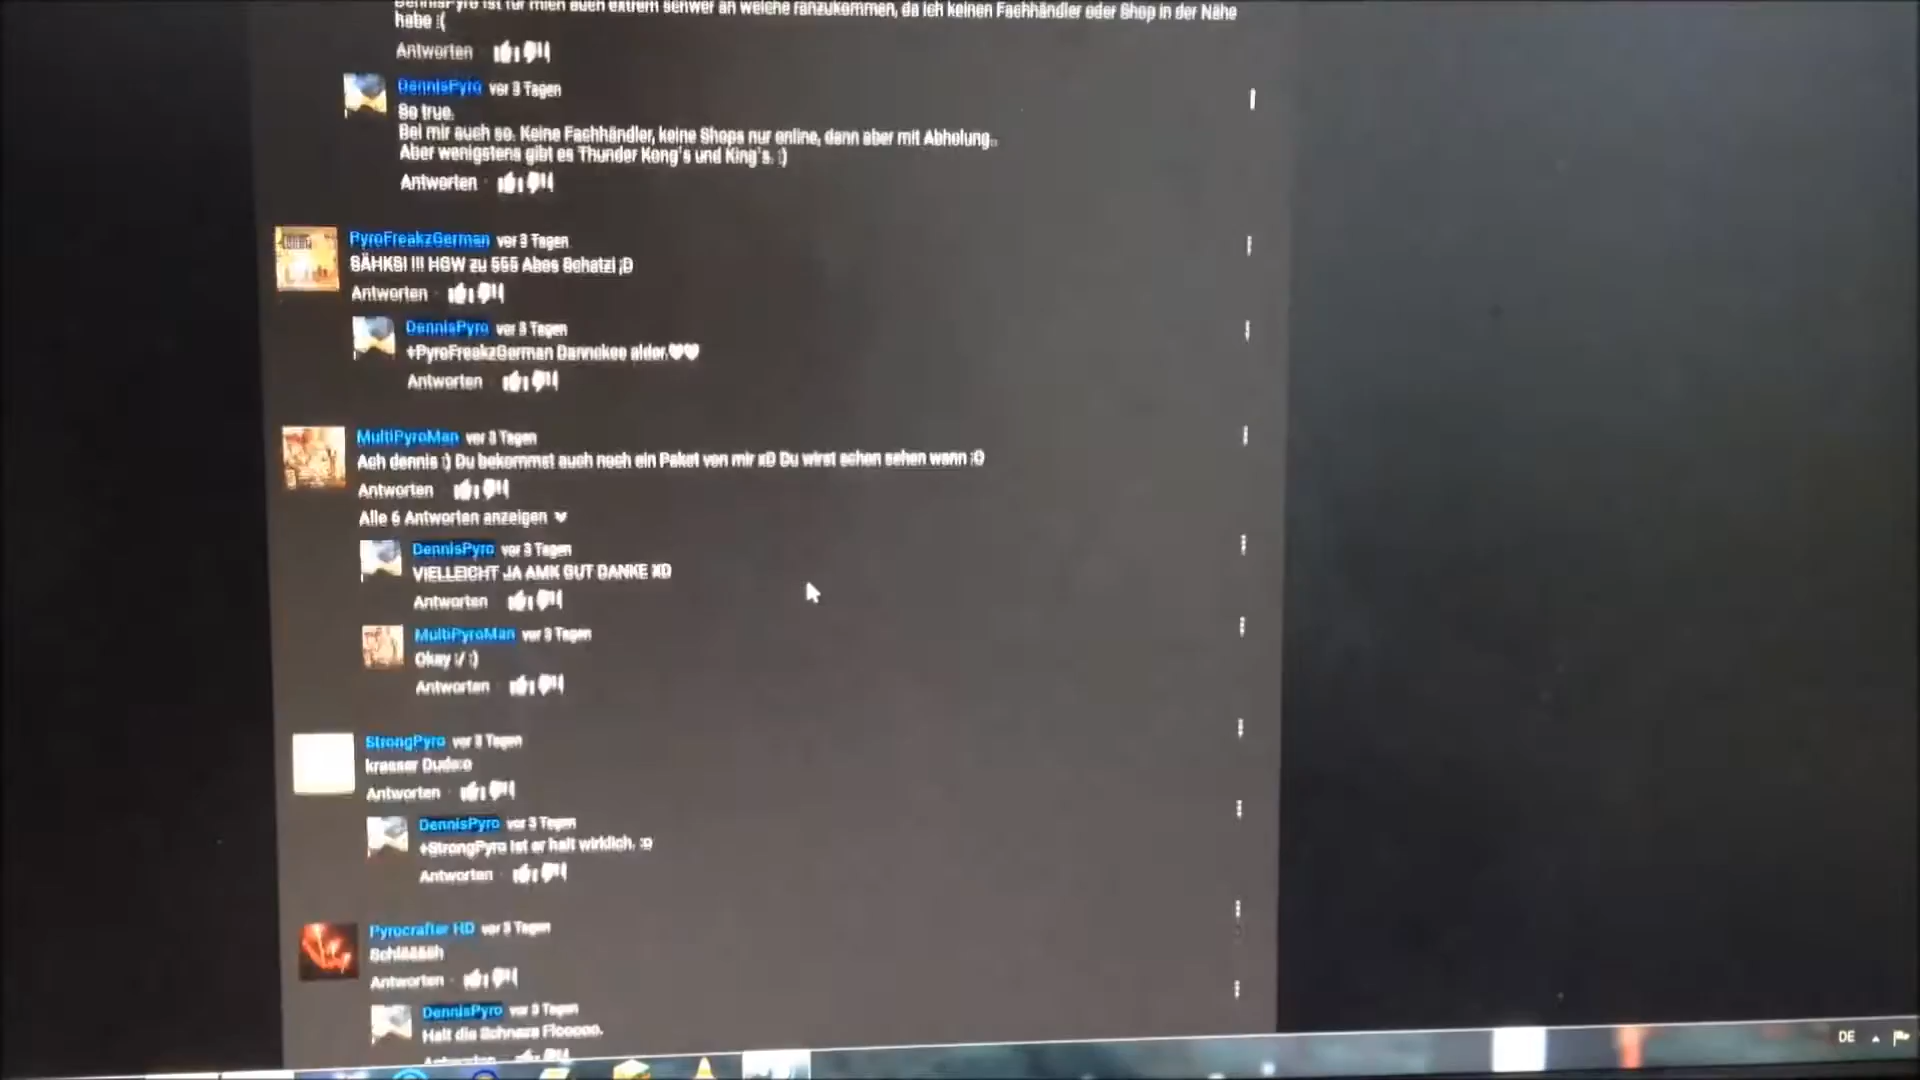 DennisPyro ist für mich auch extrem schwer an welche ranzukommen, da ich keinen Fachhändler oder Shop in der Nähe
habe :(
Antworten
DennisPyro vor 3 Tagen
So true.
Bei mir auch so. Keine Fachhändler, keine Shops nur online, dann aber mit Abholung..
Aber wenigstens gibt es Thunder Kong's und King's. :)
Antworten
PyroFreakzGerman vor 3 Tagen
SÄHKSI !!! HGW zu 555 Abos Schatzi ;D
Antworten
DennisPyro vor 3 Tagen
+PyroFreakzGerman Dannekee alder.♥♥
Antworten
MultiPyroMan vor 3 Tagen
Ach dennis :) Du bekommst auch noch ein Paket von mir xD Du wirst schon sehen wann :O
Antworten
Alle 6 Antworten anzeigen
DennisPyro vor 3 Tagen
VIELLEICHT JA AMK GUT DANKE XD
Antworten
MultiPyroMan vor 3 Tagen
Okay :/ :)
Antworten
StrongPyro vor 3 Tagen
krasser Dude:o
Antworten
DennisPyro vor 3 Tagen
+StrongPyro Ist er halt wirklich. :o
Antworten
Pyrocrafter HD vor 3 Tagen
Antworten
DennisPyro vor 3 Tagen
Halt die Schnauze Flooooo.
Antworten
DE